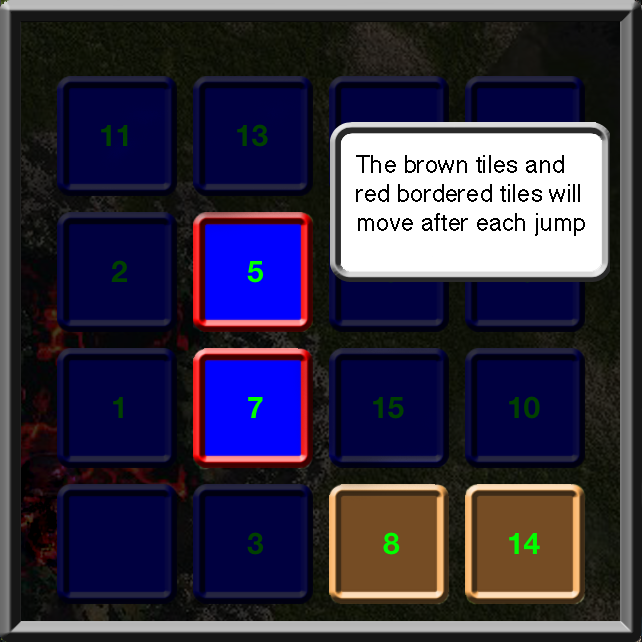 11 13
The brown tiles and
red bordered tiles will
move after each jump
2 5
1 7 15 10
3 8 14